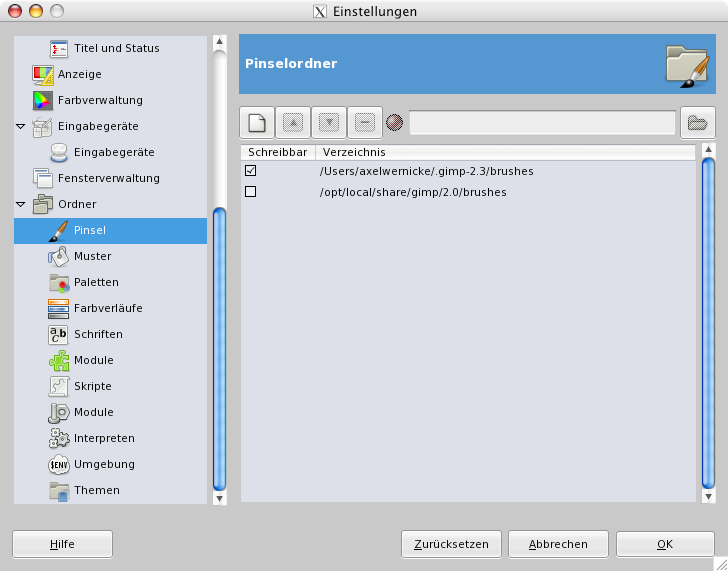 Einstellungen
Titel und Status
Anzeige
Farbverwaltung
Eingabegeräte
Eingabegeräte
Fensterverwaltung
Ordner
Pinsel
Muster
Paletten
Farbverläufe
a,b
c
Schriften
Module
Skripte
Module
Interpreten
$ENV
Umgebung
Themen
Pinselordner
Schreibbar Verzeichnis
/Users/axelwernicke/.gimp-2.3/brushes
/opt/local/share/gimp/2.0/brushes
Hilfe
Zurücksetzen
Abbrechen
OK